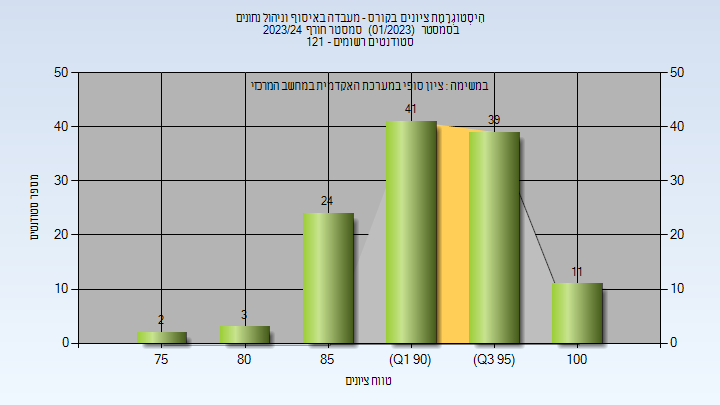 היסטוגרמת ציונים בקורס - מעבדה באיסוף וניהול נתונים
בסמסטר (01/2023) סמסטר חורף 2023/24
סטודנטים רשומים - 121
במשימה : ציון סופי במערכת האקדמית במחשב המרכזי
50 50
40 40
30 30
20 20
10 10
0 0
מספר סטודנטים
2 3 24 41 39 11
75 80 85 (Q1 90) (Q3 95) 100
טווח ציונים